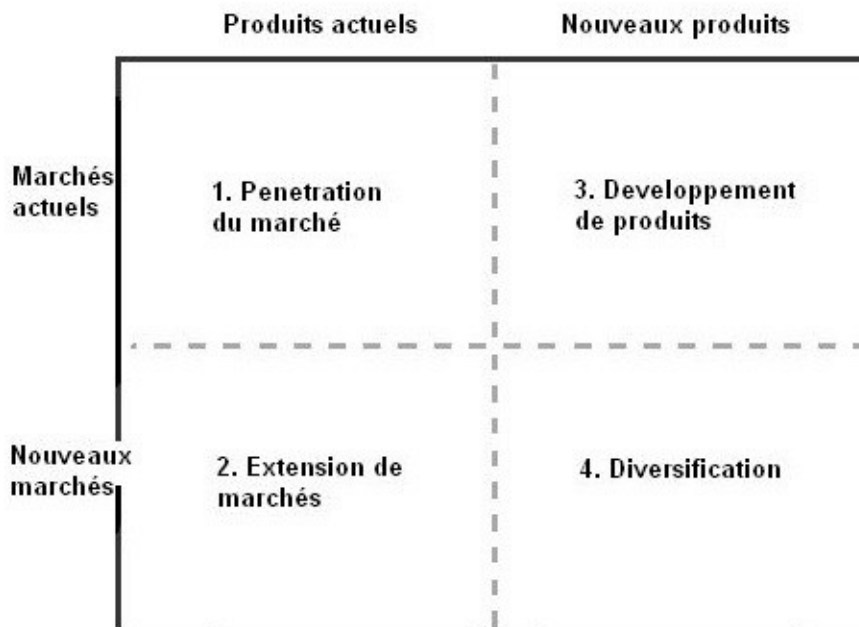 Produits actuels
Nouveaux produits
Marchés
actuels
1. Penetration
du marché
3. Developpement
de produits
Nouveaux
marchés
2. Extension de
marchés
4. Diversification